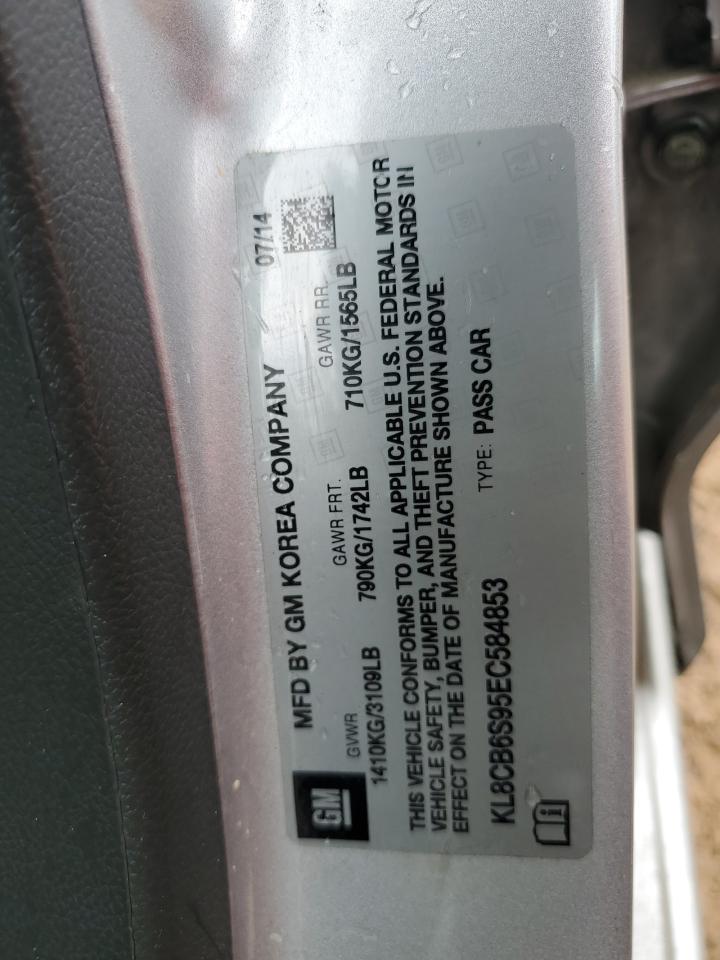 GM
MFD BY GM KOREA COMPANY 07/14
GVWR GAWR FRT. GAWR RR.
1410KG/3109LB 790KG/1742LB 710KG/1565LB
THIS VEHICLE CONFORMS TO ALL APPLICABLE U.S. FEDERAL MOTOR
VEHICLE SAFETY, BUMPER, AND THEFT PREVENTION STANDARDS IN
EFFECT ON THE DATE OF MANUFACTURE SHOWN ABOVE.
KL8CB6S95EC584853 TYPE: PASS CAR